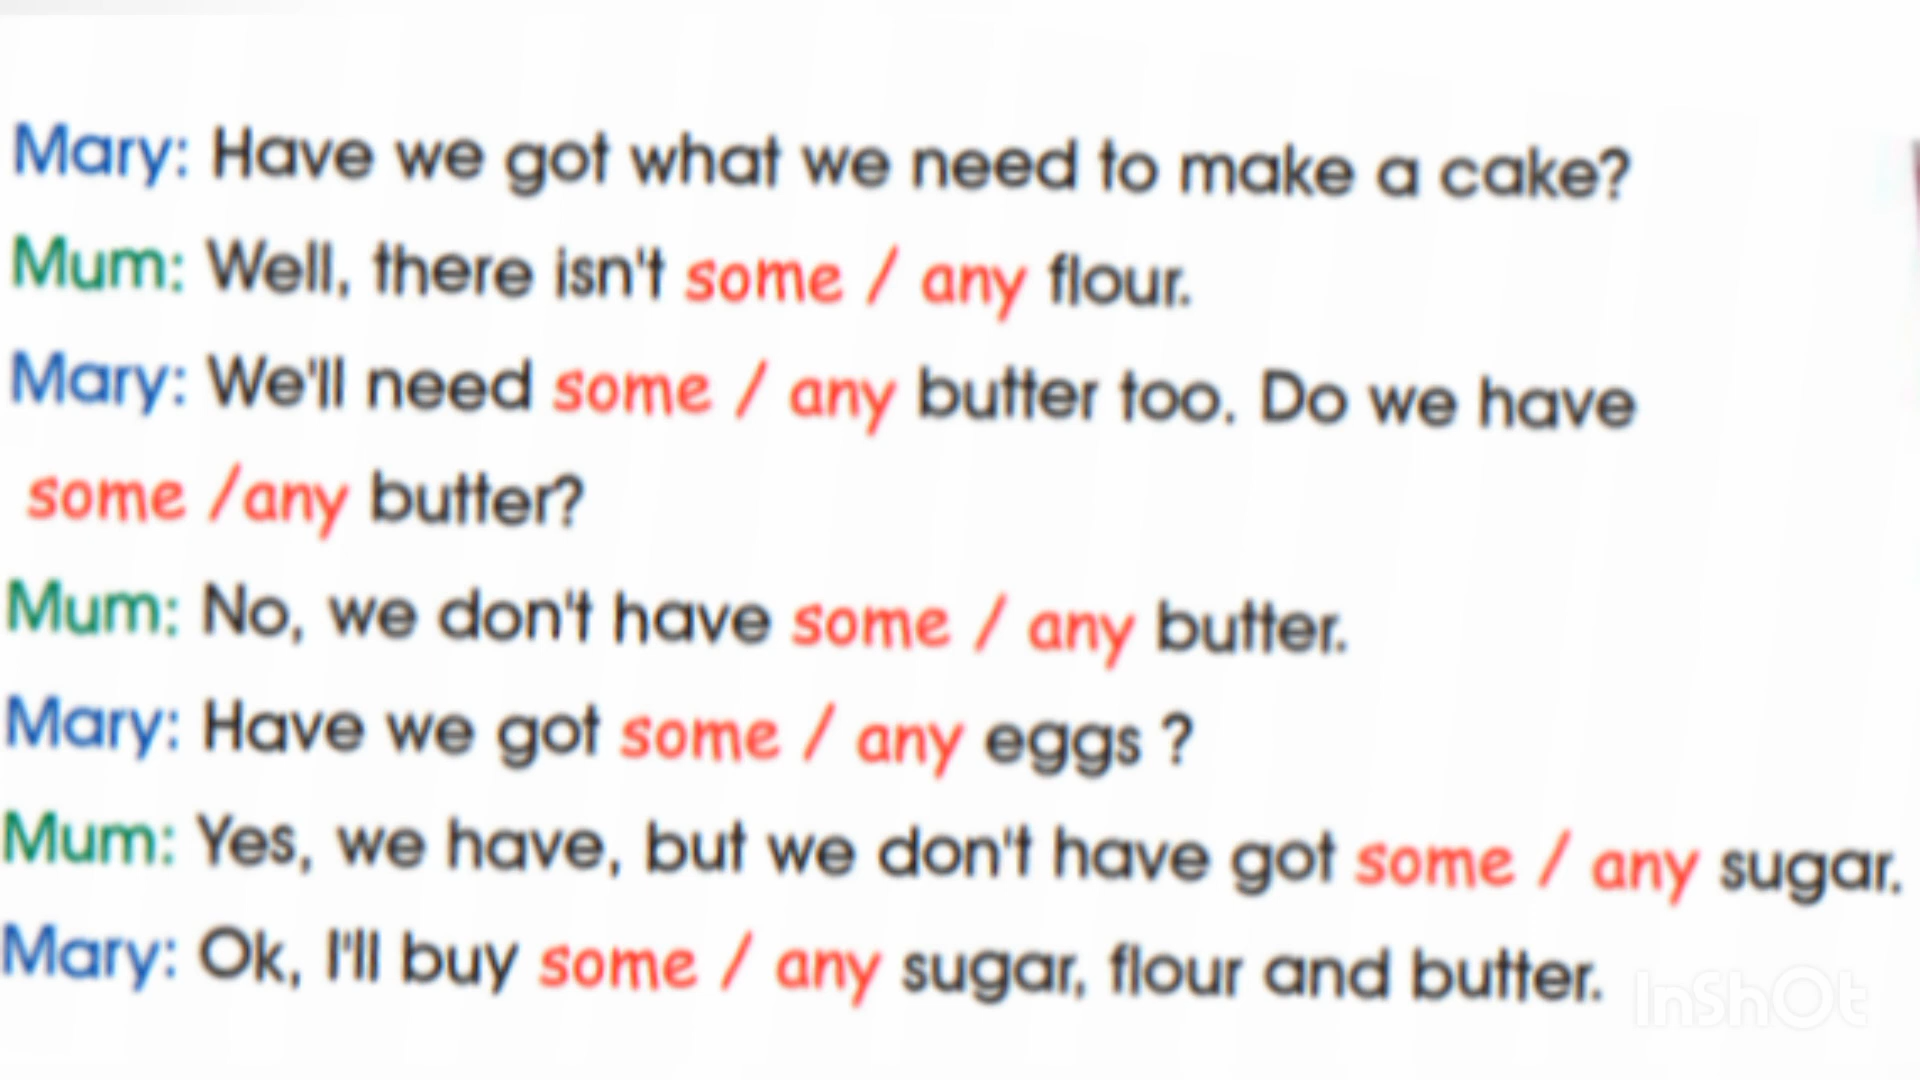 Mary: Have we got what we need to make a cake?
Mum: Well, there isn't some / any flour.
Mary: We'll need some / any butter too. Do we have
some /any butter?
Mum: No, we don't have some / any butter.
Mary: Have we got some / any eggs ?
Mum: Yes, we have, but we don't have got some / any sugar.
Mary: Ok, I'll buy some / any sugar, flour and butter.
InShOt